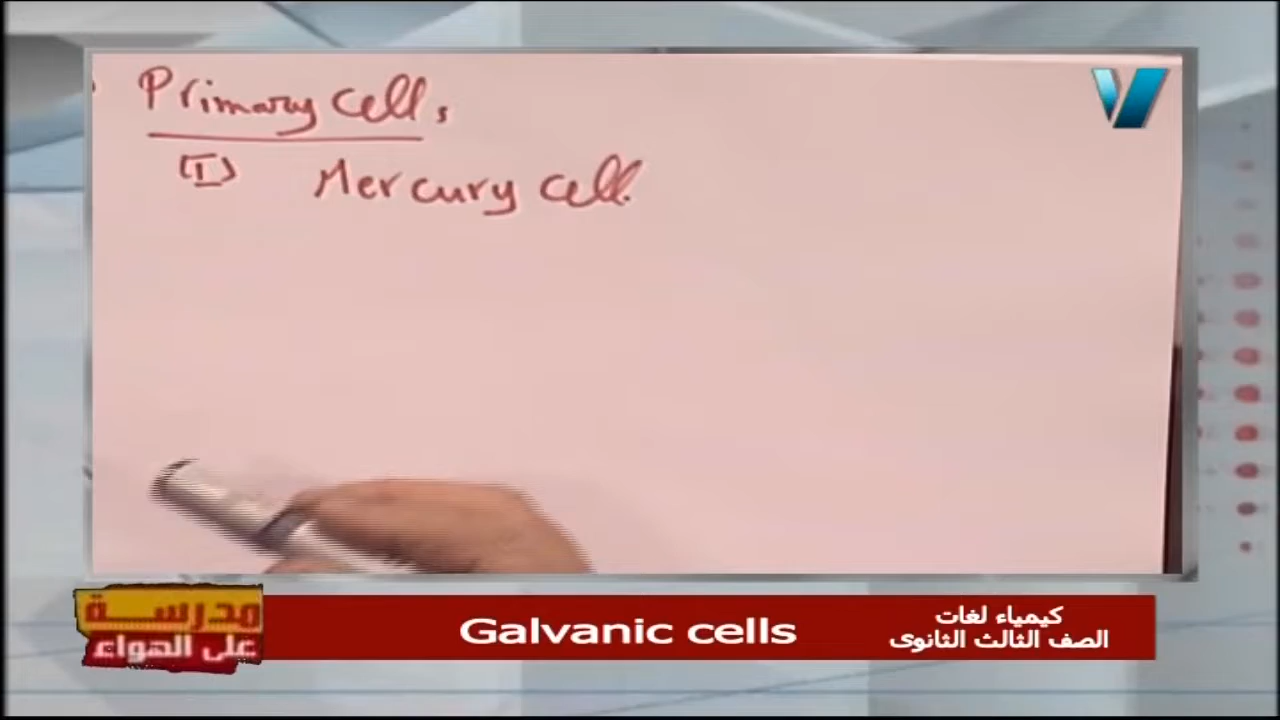 Primary cells
[I] Mercury cell.
مدرسة
على الهواء
Galvanic cells
كيمياء لغات
الصف الثالث الثانوى